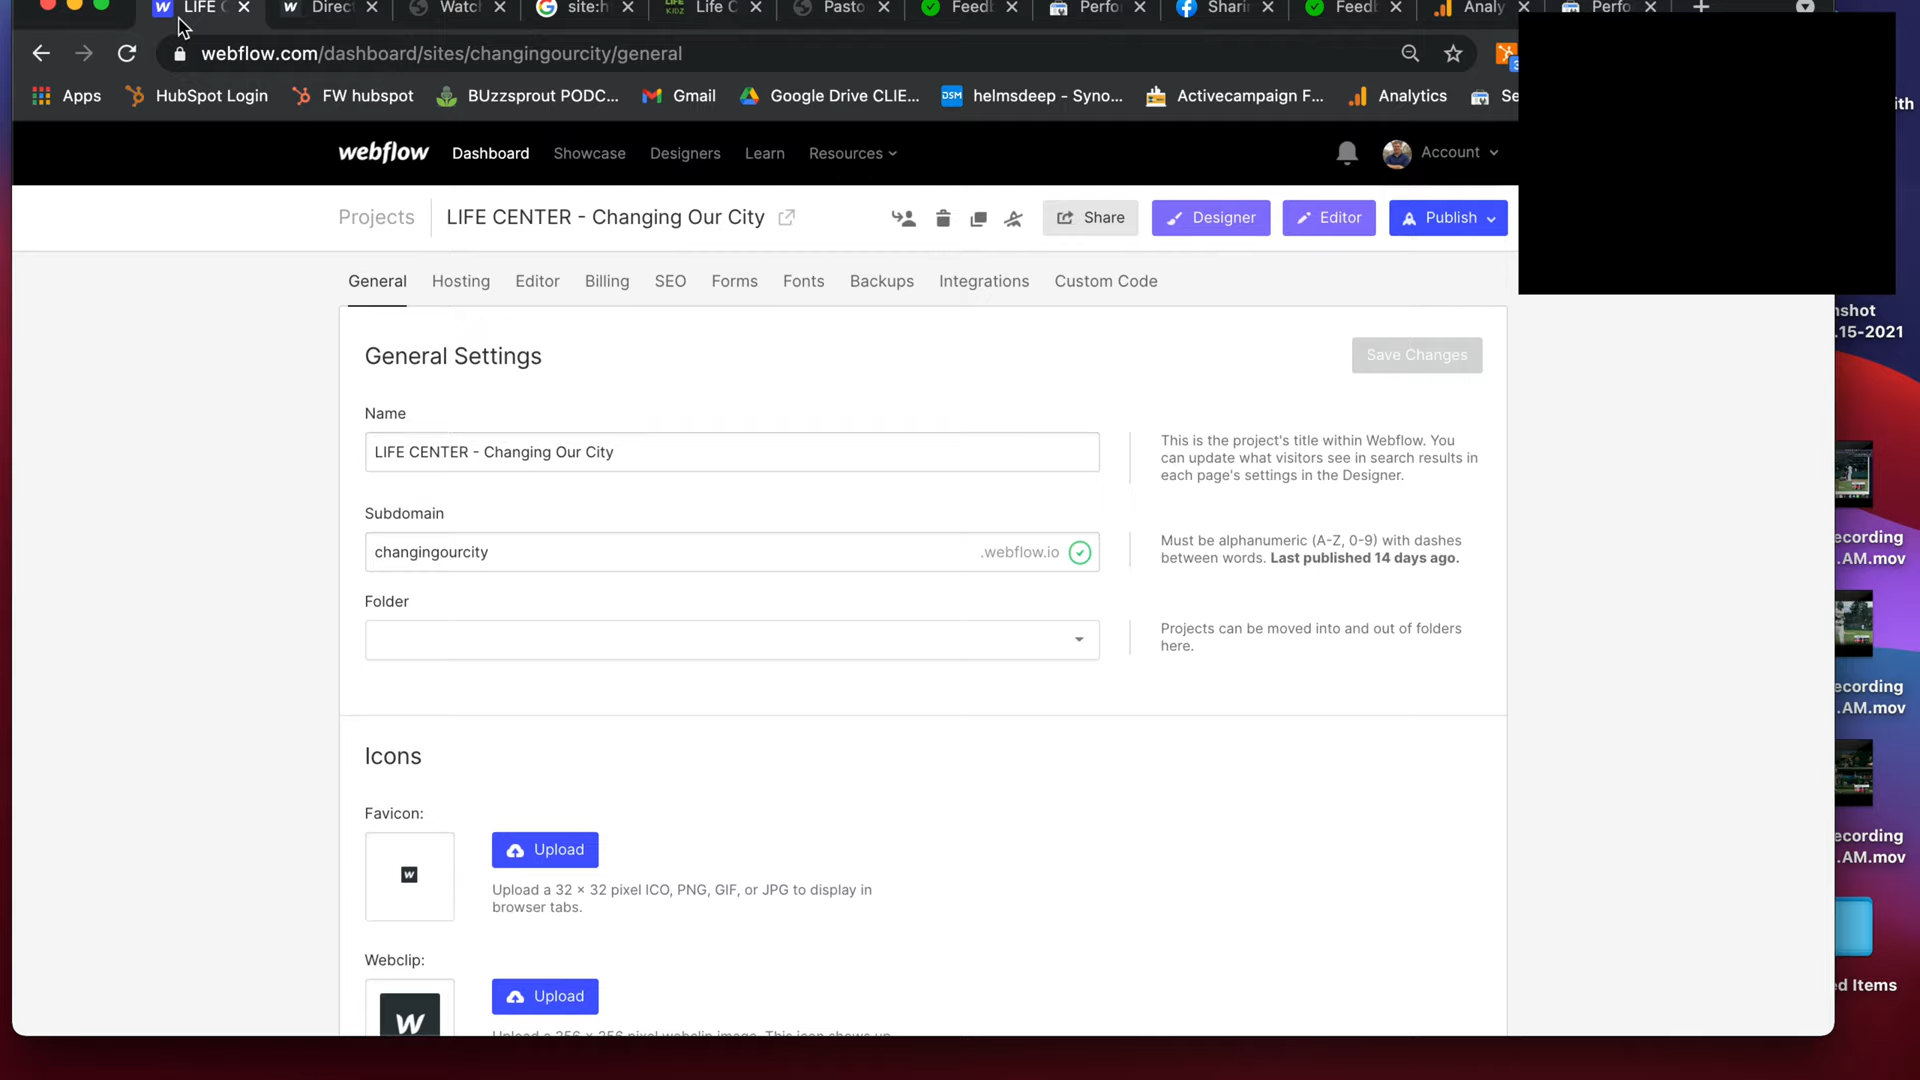 LIFE C
Direct
Watch
site:h
Life C
Pasto
Feedb
Perfo
Sharin
Feedb
Analy
Perfo
webflow.com/dashboard/sites/changingourcity/general
Apps
HubSpot Login
FW hubspot
BUzzsprout PODC...
Gmail
Google Drive CLIE...
DSM
helmsdeep - Syno...
Activecampaign F...
Analytics
Se
ith
webflow
Dashboard
Showcase
Designers
Learn
Resources
Account
Projects
LIFE CENTER - Changing Our City
Share
Designer
Editor
Publish
General
Hosting
Editor
Billing
SEO
Forms
Fonts
Backups
Integrations
Custom Code
nshot
.15-2021
General Settings
Save Changes
Name
LIFE CENTER - Changing Our City
This is the project's title within Webflow. You
can update what visitors see in search results in
each page's settings in the Designer.
Subdomain
changingourcity
.webflow.io
Must be alphanumeric (A-Z, 0-9) with dashes
between words. Last published 14 days ago.
ecording
.AM.mov
Folder
Projects can be moved into and out of folders
here.
ecording
.AM.mov
Icons
Favicon:
W
Upload
Upload a 32 × 32 pixel ICO, PNG, GIF, or JPG to display in
browser tabs.
ecording
.AM.mov
Webclip:
W
Upload
Upload a 256 × 256 pixel webclip image. This icon shows up
ed Items